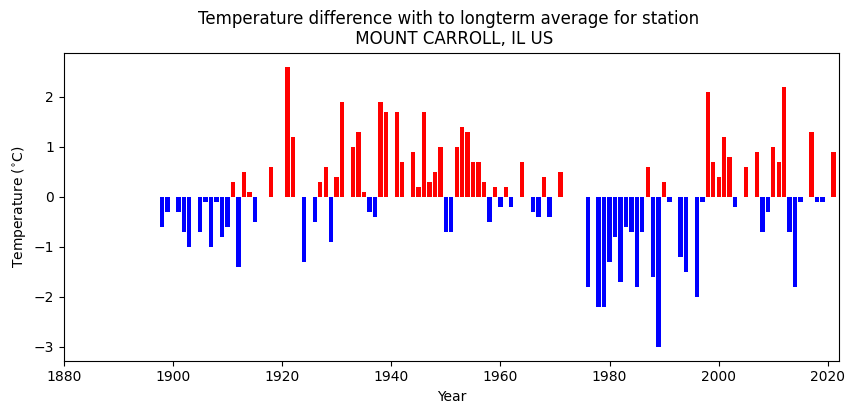 Temperature difference with to longterm average for station
MOUNT CARROLL, IL US
Temperature (°C)
2
1
0
−1
−2
−3
1880 1900 1920 1940 1960 1980 2000 2020
Year